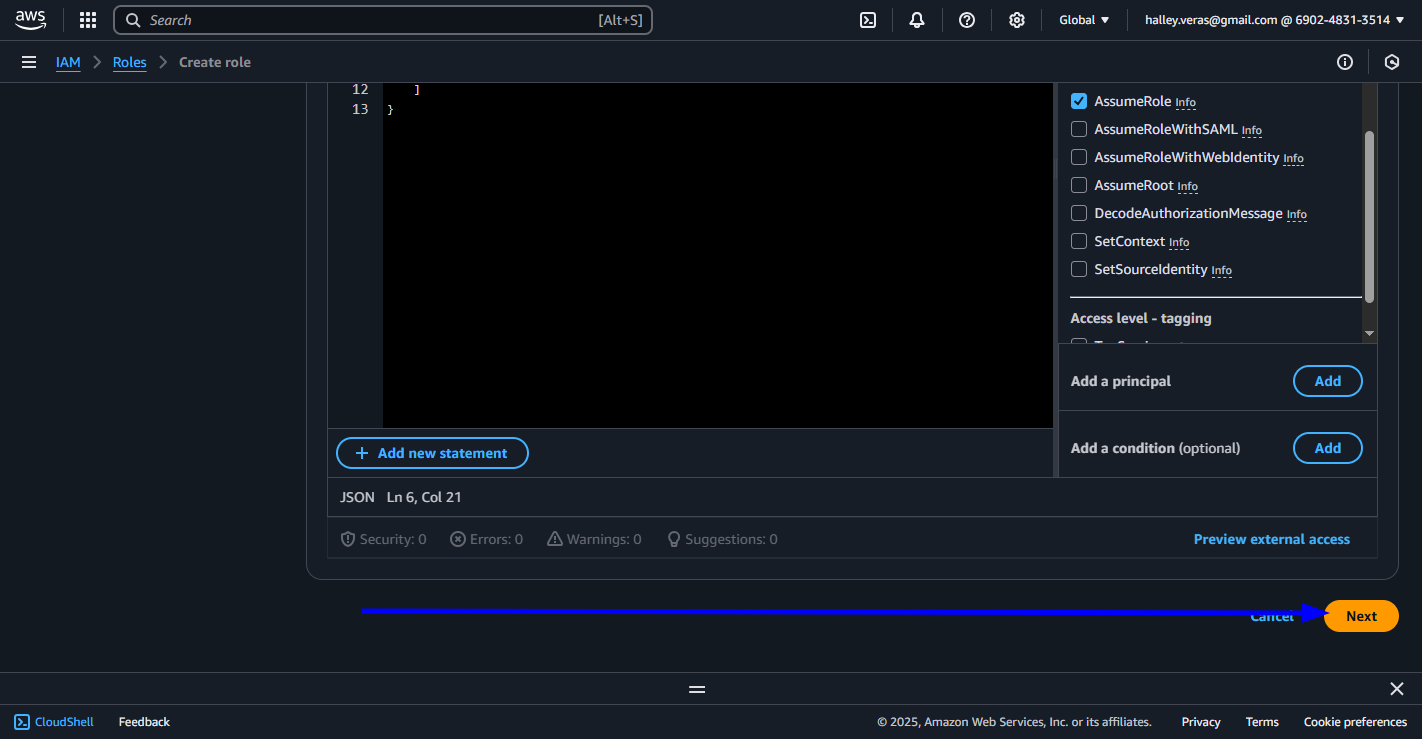 aws
Search [Alt+S] Global halley.veras@gmail.com @ 6902-4831-3514
IAM Roles Create role
12 ]
13 }
AssumeRole Info
AssumeRoleWithSAML Info
AssumeRoleWithWebIdentity Info
AssumeRoot Info
DecodeAuthorizationMessage Info
SetContext Info
SetSourceIdentity Info
Access level - tagging
Add a principal Add
+ Add new statement
Add a condition (optional) Add
JSON Ln 6, Col 21
Security: 0 Errors: 0 Warnings: 0 Suggestions: 0 Preview external access
Cancel Next
CloudShell Feedback © 2025, Amazon Web Services, Inc. or its affiliates. Privacy Terms Cookie preferences